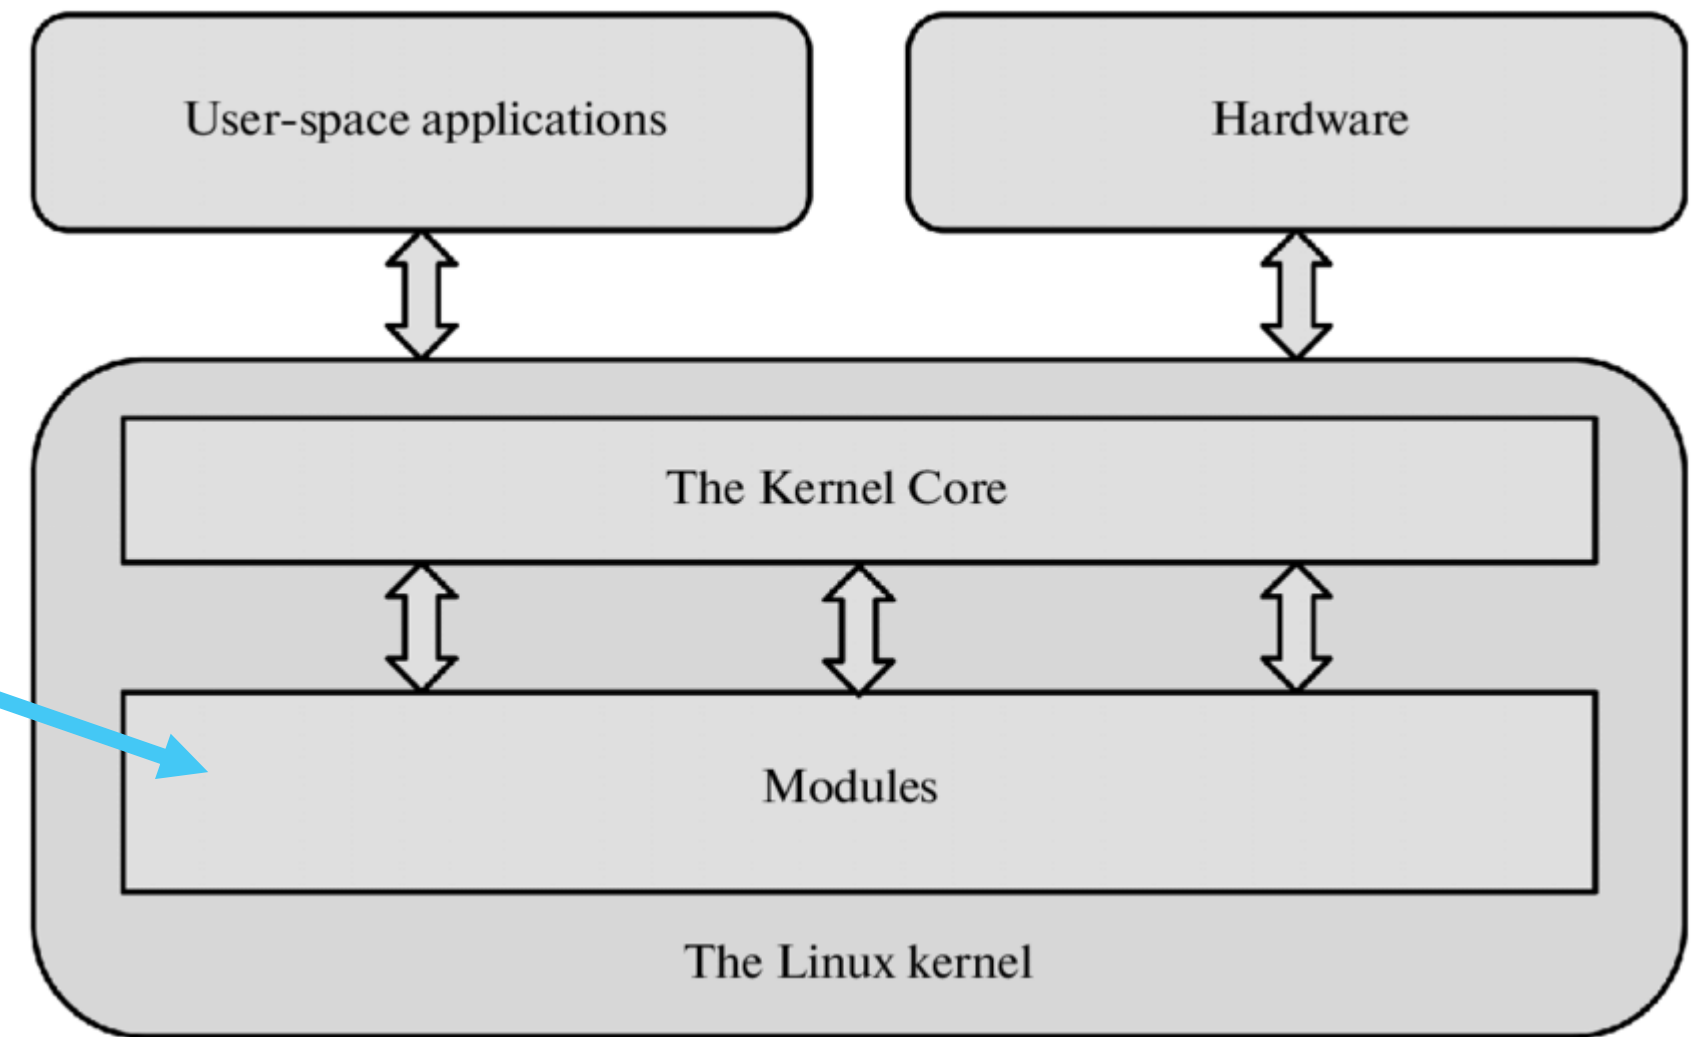 User-space applications
Hardware
The Kernel Core
Modules
The Linux kernel